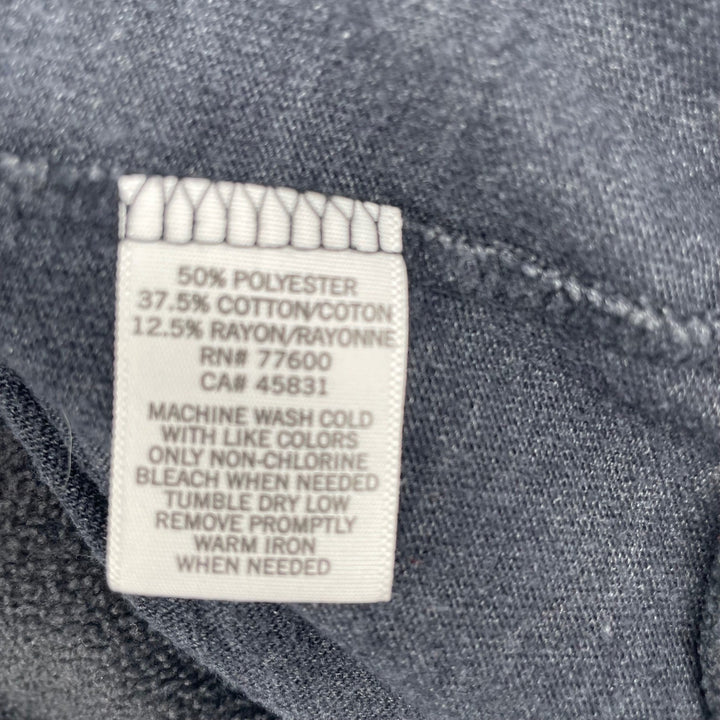 50% POLYESTER
37.5% COTTON/COTON
12.5% RAYON/RAYONNE
RN# 77600
CA# 45831
MACHINE WASH COLD
WITH LIKE COLORS
ONLY NON-CHLORINE
BLEACH WHEN NEEDED
TUMBLE DRY LOW
REMOVE PROMPTLY
WARM IRON
WHEN NEEDED